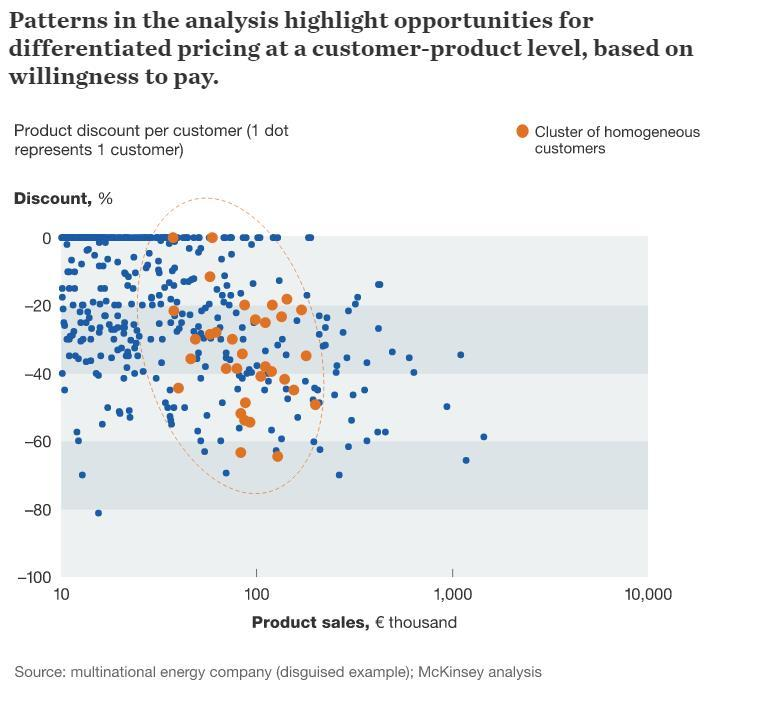 Patterns in the analysis highlight opportunities for
differentiated pricing at a customer-product level, based on
willingness to pay.
Product discount per customer (1 dot
represents 1 customer)
Cluster of homogeneous
customers
Discount, %
0
–20
–40
–60
–80
–100
10
100
1,000
10,000
Product sales, € thousand
Source: multinational energy company (disguised example); McKinsey analysis